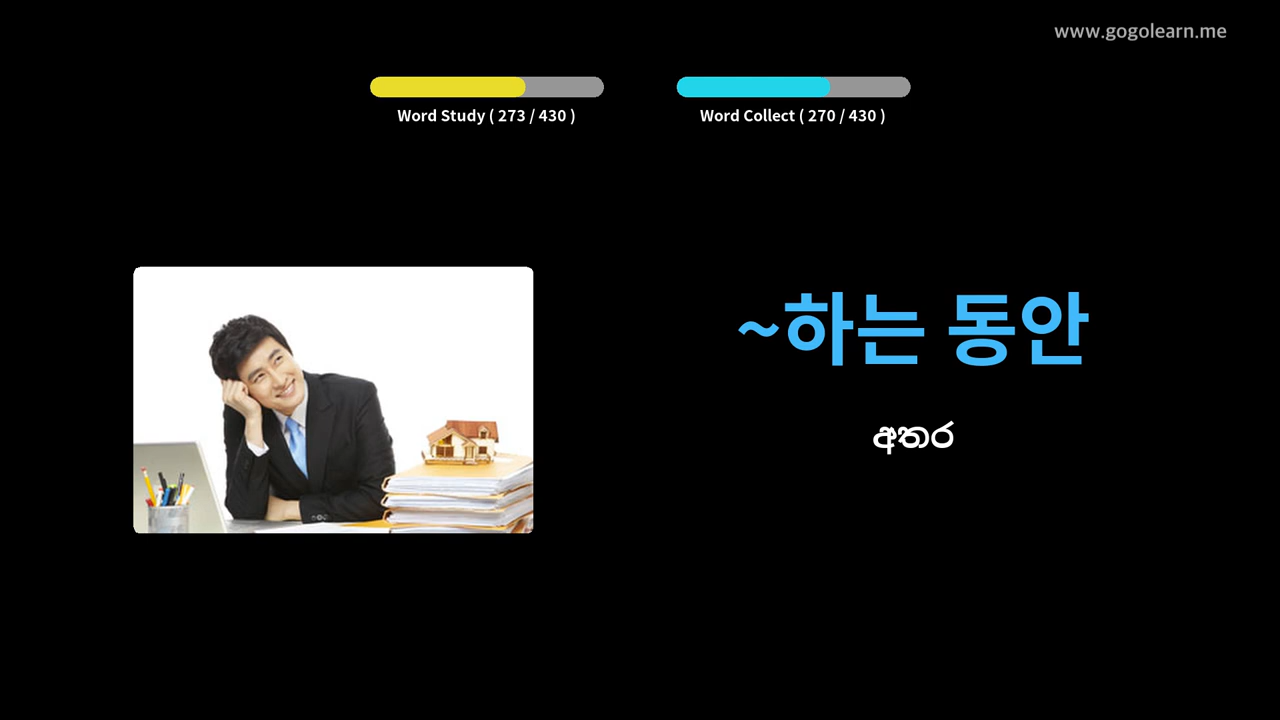 www.gogolearn.me
Word Study ( 273 / 430 )
Word Collect ( 270 / 430 )
~하는 동안
අතර